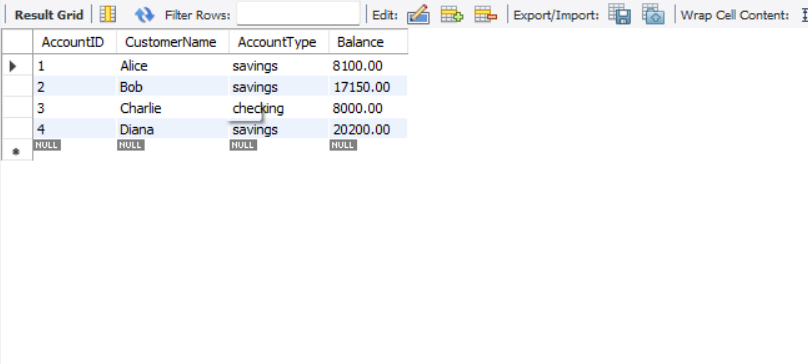 Result Grid Filter Rows: Edit: Export/Import: Wrap Cell Content:
AccountID CustomerName AccountType Balance
1 Alice savings 8100.00
2 Bob savings 17150.00
3 Charlie checking 8000.00
4 Diana savings 20200.00
NULL NULL NULL NULL